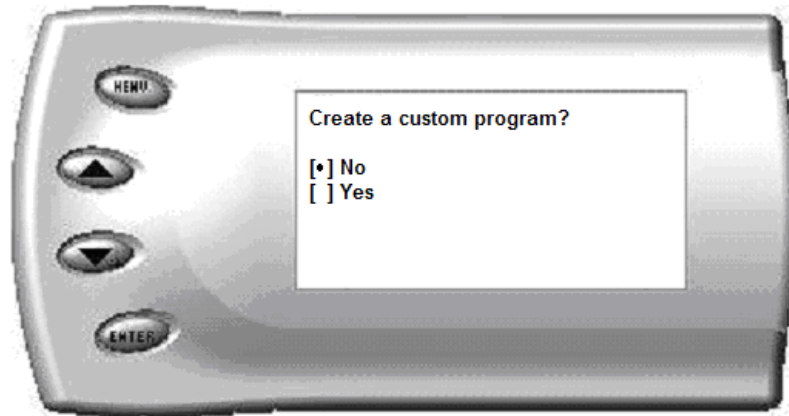 MENU
Create a custom program?
[•] No
[ ] Yes
ENTER